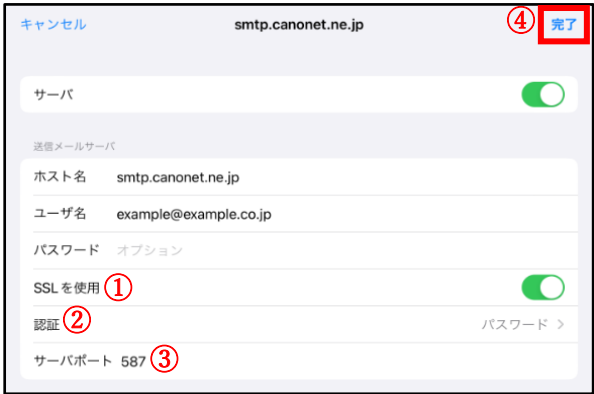 キャンセル smtp.canonet.ne.jp ④ 完了
サーバ
送信メールサーバ
ホスト名 smtp.canonet.ne.jp
ユーザ名 example@example.co.jp
パスワード オプション
SSLを使用 ①
認証 ② パスワード >
サーバポート 587 ③